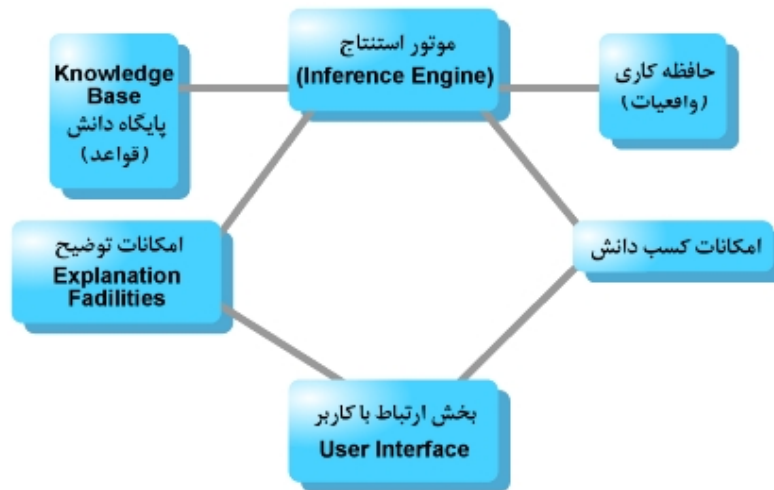 موتور استنتاج
(Inference Engine)
Knowledge
Base
پایگاه دانش
(قواعد)
حافظه کاری
(واقعیات)
امکانات توضیح
Explanation
Fadilities
امکانات کسب دانش
بخش ارتباط با کاربر
User Interface